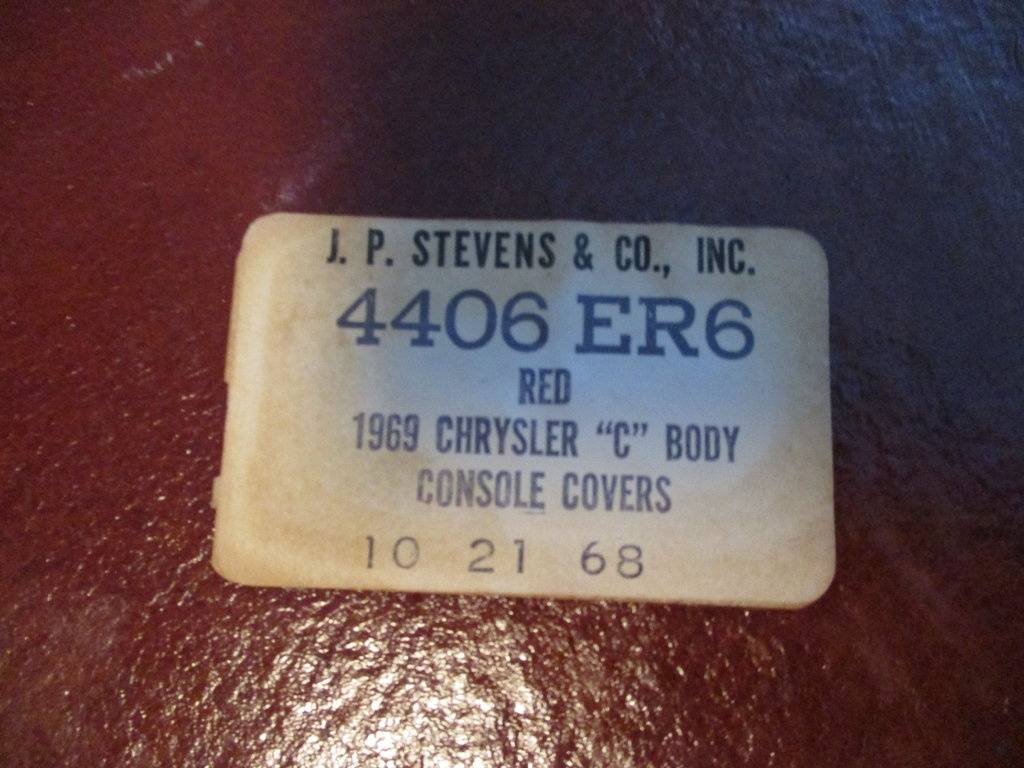 J. P. STEVENS & CO., INC.
4406 ER6
RED
1969 CHRYSLER “C” BODY
CONSOLE COVERS
10 21 68